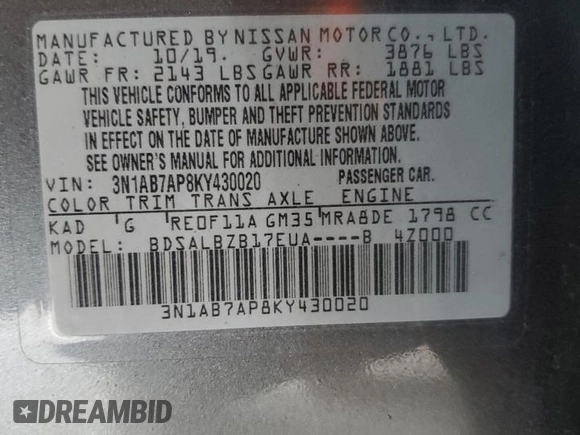 MANUFACTURED BY NISSAN MOTOR CO., LTD.
DATE: 10/19. GVWR: 3876 LBS
GAWR FR: 2143 LBS GAWR RR: 1881 LBS
THIS VEHICLE CONFORMS TO ALL APPLICABLE FEDERAL MOTOR
VEHICLE SAFETY, BUMPER AND THEFT PREVENTION STANDARDS
IN EFFECT ON THE DATE OF MANUFACTURE SHOWN ABOVE.
SEE OWNER'S MANUAL FOR ADDITIONAL INFORMATION.
VIN: 3N1AB7AP8KY430020 PASSENGER CAR.
COLOR TRIM TRANS AXLE ENGINE
KAD G RE0F11A GM35 MRA8DE 1798 CC
MODEL: BDSALBZB17EUA----B 4Z000
3N1AB7AP8KY430020
DREAMBID